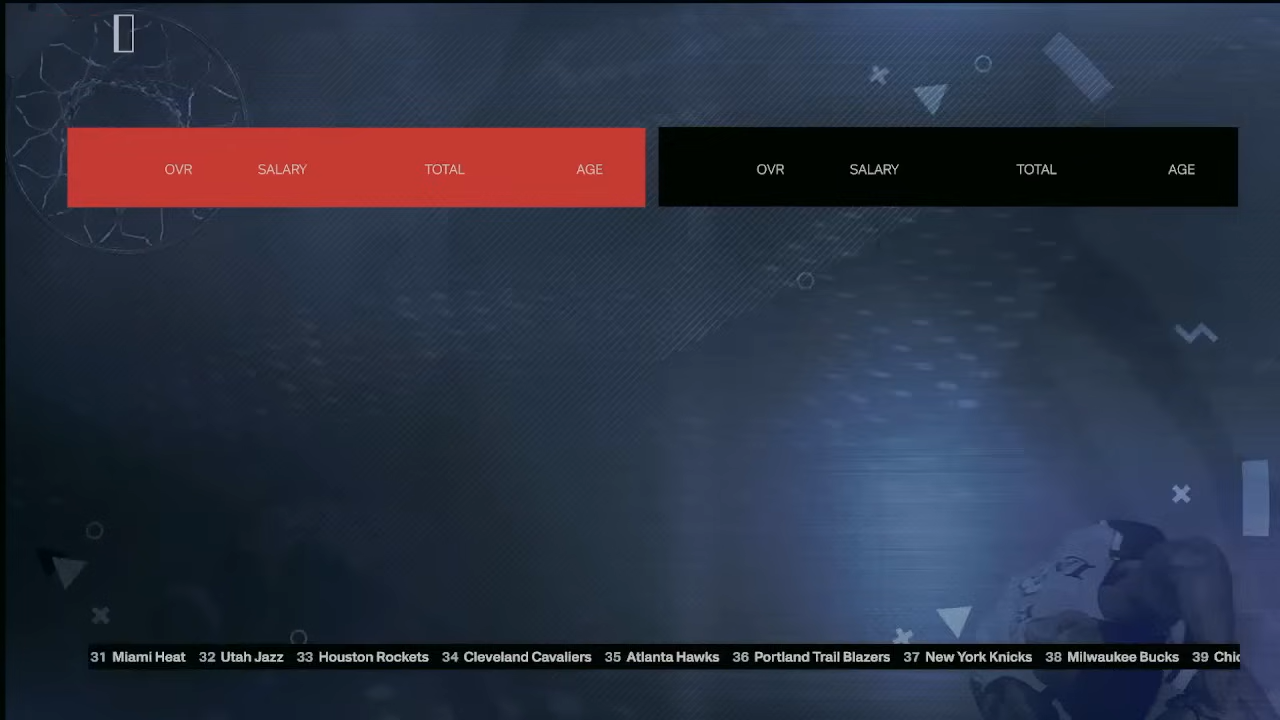 OVR SALARY TOTAL AGE
OVR SALARY TOTAL AGE
31 Miami Heat 32 Utah Jazz 33 Houston Rockets 34 Cleveland Cavaliers 35 Atlanta Hawks 36 Portland Trail Blazers 37 New York Knicks 38 Milwaukee Bucks 39